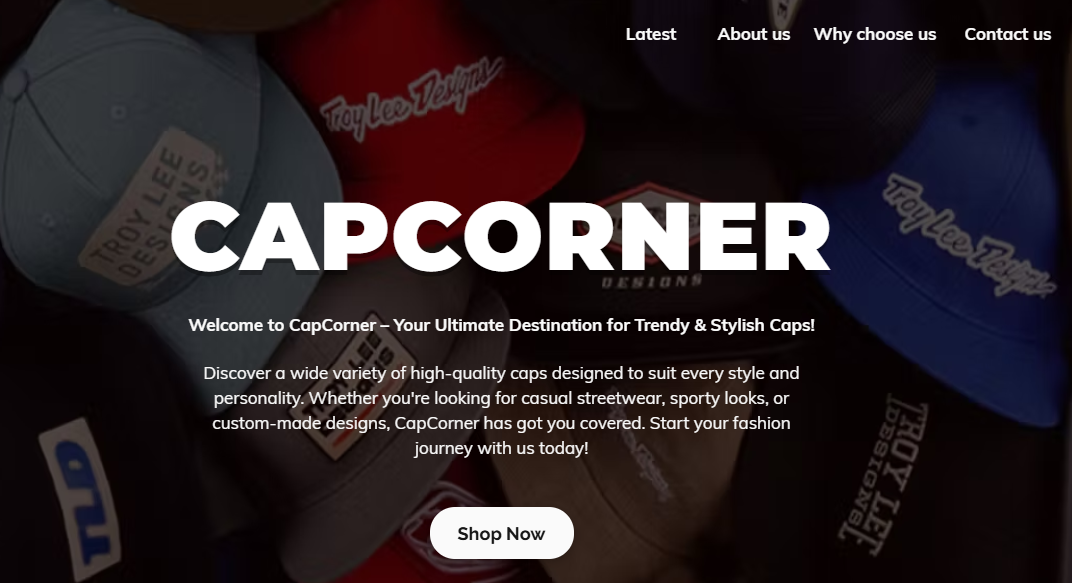 Latest About us Why choose us Contact us
Troy Lee Designs
TROY LEE
DESIGNS
CAPCORNER
Troy Lee Designs
DESIGNS
Welcome to CapCorner – Your Ultimate Destination for Trendy & Stylish Caps!
Discover a wide variety of high-quality caps designed to suit every style and
personality. Whether you're looking for casual streetwear, sporty looks, or
custom-made designs, CapCorner has got you covered. Start your fashion
journey with us today!
TLD
TROY LEE
DESIGNS
Shop Now